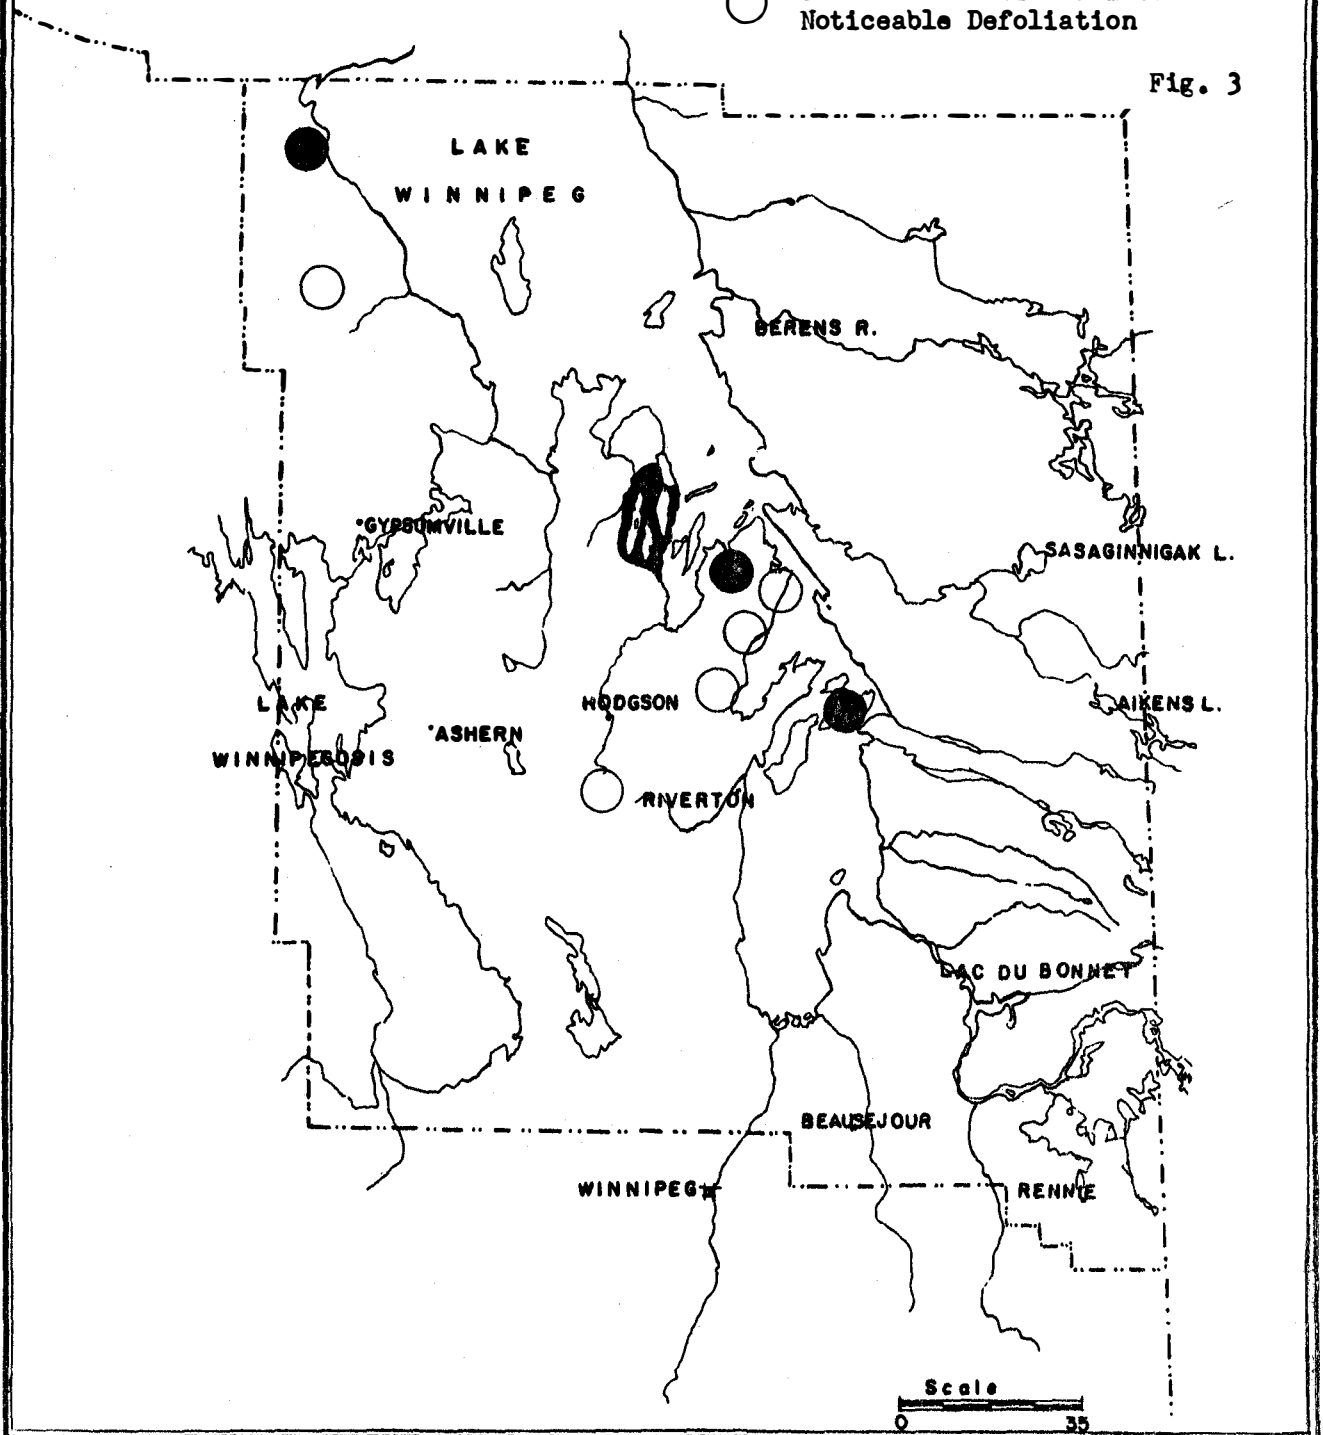 Noticeable Defoliation
Fig. 3
LAKE
WINNIPEG
BERENS R.
GYPSUMVILLE
SASAGINNIGAK L.
LAKE
WINNIPEGOSIS
HODGSON
AIKENS L.
ASHERN
RIVERTON
LAC DU BONNET
BEAUSEJOUR
WINNIPEG
RENNIE
Scale
0 35